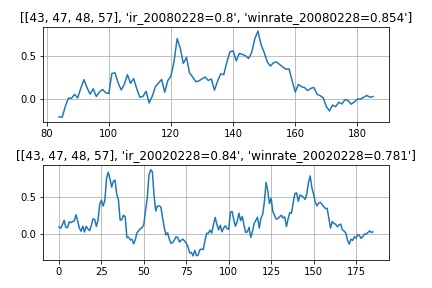 [[43, 47, 48, 57], 'ir_20080228=0.8', 'winrate_20080228=0.854']
0.5
0.0
80 100 120 140 160 180
[[43, 47, 48, 57], 'ir_20020228=0.84', 'winrate_20020228=0.781']
0.5
0.0
0 25 50 75 100 125 150 175